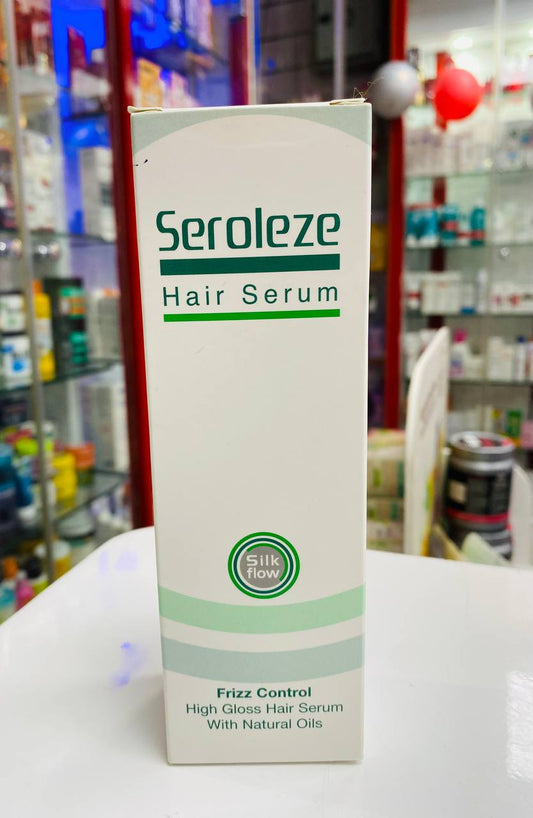 Seroleze
Hair Serum
Silk
flow
Frizz Control
High Gloss Hair Serum
With Natural Oils